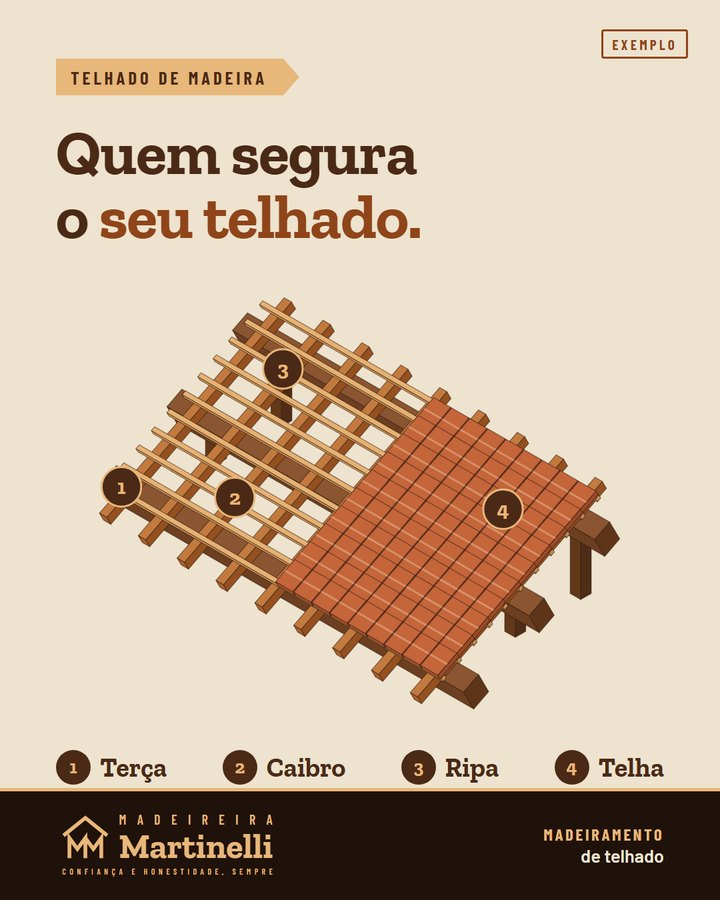 EXEMPLO
TELHADO DE MADEIRA
Quem segura
o seu telhado.
3
1
2
4
1 Terça
2 Caibro
3 Ripa
4 Telha
MADEIREIRA
Martinelli
CONFIANÇA E HONESTIDADE, SEMPRE
MADEIRAMENTO
de telhado